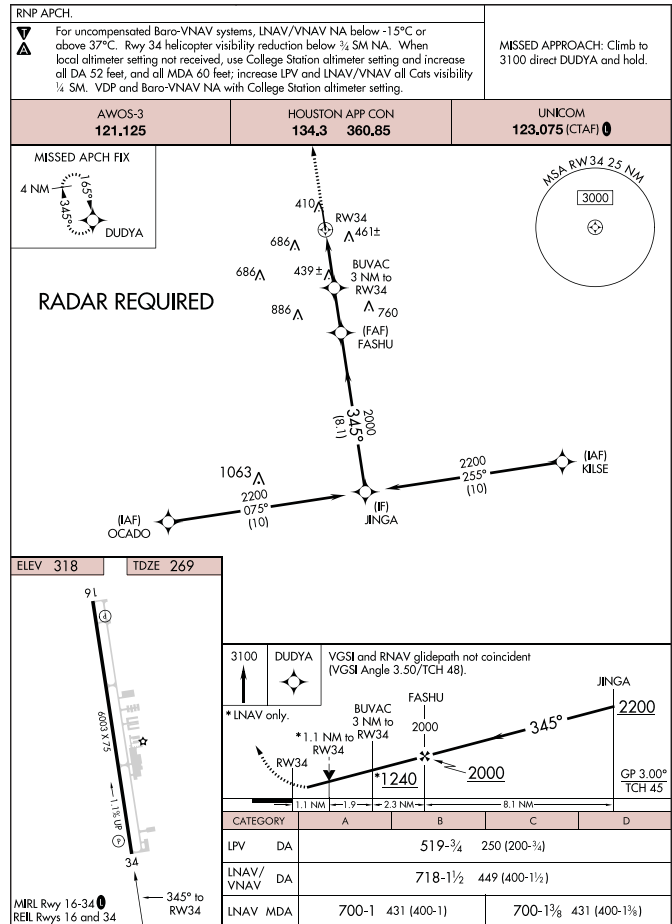 RNP APCH.
T
A
For uncompensated Baro-VNAV systems, LNAV/VNAV NA below -15°C or
above 37°C. Rwy 34 helicopter visibility reduction below ¾ SM NA. When
local altimeter setting not received, use College Station altimeter setting and increase
all DA 52 feet, and all MDA 60 feet; increase LPV and LNAV/VNAV all Cats visibility
¼ SM. VDP and Baro-VNAV NA with College Station altimeter setting.
MISSED APPROACH: Climb to
3100 direct DUDYA and hold.
AWOS-3
121.125
HOUSTON APP CON
134.3 360.85
UNICOM
123.075 (CTAF) L
MISSED APCH FIX
4 NM
165°
345°
DUDYA
MSA RW34 25 NM
3000
410
RW34
461±
686
BUVAC
3 NM to
RW34
686
439±
RADAR REQUIRED
886
760
(FAF)
FASHU
2000
345°
(8.1)
1063
2200
075°
(10)
(IAF)
OCADO
(IF)
JINGA
2200
255°
(10)
(IAF)
KILSE
ELEV 318
TDZE 269
16
P
6003 X 75
1.1% UP
P
34
345° to
RW34
MIRL Rwy 16-34 L
REIL Rwys 16 and 34
3100
DUDYA
VGSI and RNAV glidepath not coincident
(VGSI Angle 3.50/TCH 48).
* LNAV only.
RW34
*1.1 NM to
RW34
BUVAC
3 NM to
RW34
FASHU
2000
JINGA
2200
345°
*1240
2000
GP 3.00°
TCH 45
1.1 NM
1.9
2.3 NM
8.1 NM
CATEGORY A B C D
LPV DA 519-¾ 250 (200-¾)
LNAV/
VNAV DA 718-1½ 449 (400-1½)
LNAV MDA 700-1 431 (400-1) 700-1⅜ 431 (400-1⅜)